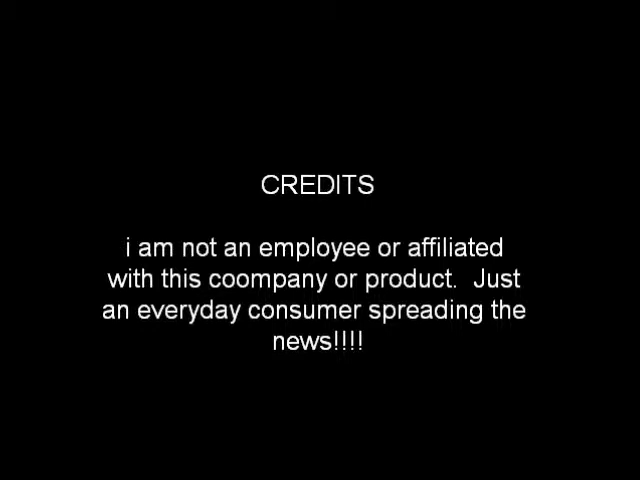 CREDITS
i am not an employee or affiliated
with this coompany or product.  Just
an everyday consumer spreading the
news!!!!